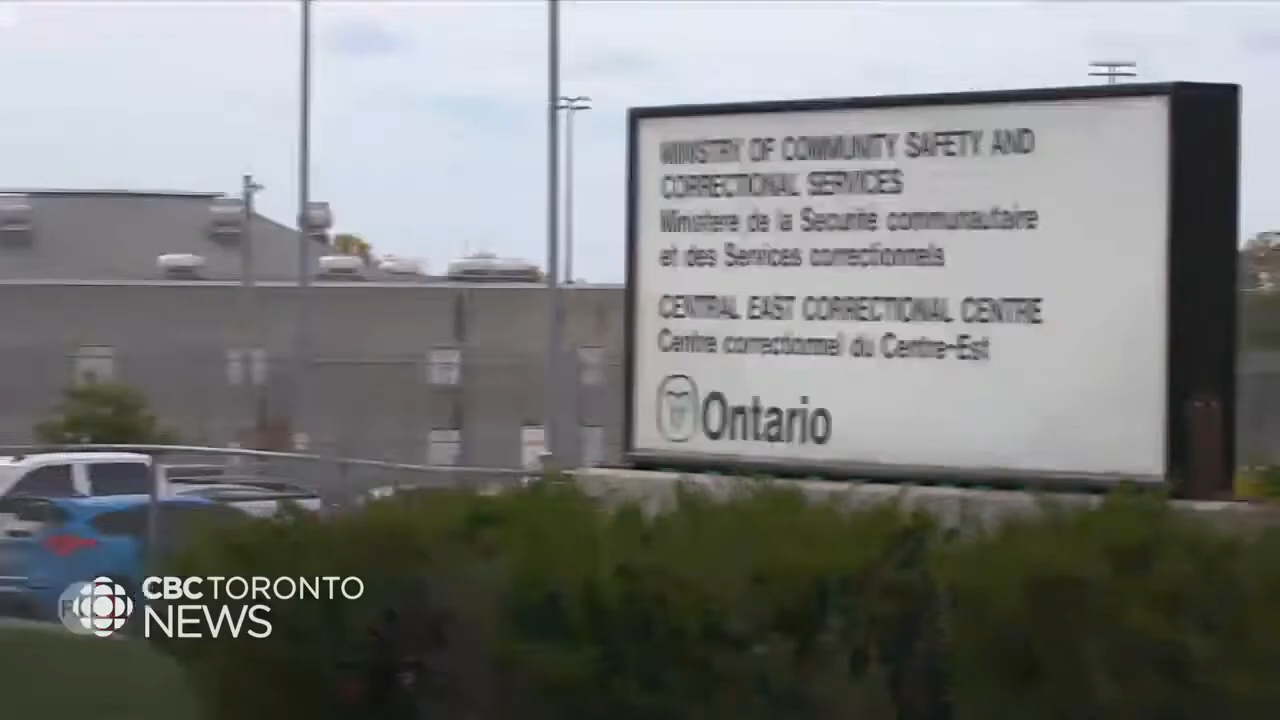 MINISTRY OF COMMUNITY SAFETY AND
CORRECTIONAL SERVICES
Ministere de la Securité communautaire
et des Services correctionnels
CENTRAL EAST CORRECTIONAL CENTRE
Centre correctionnel du Centre-Est
Ontario
CBC TORONTO
NEWS